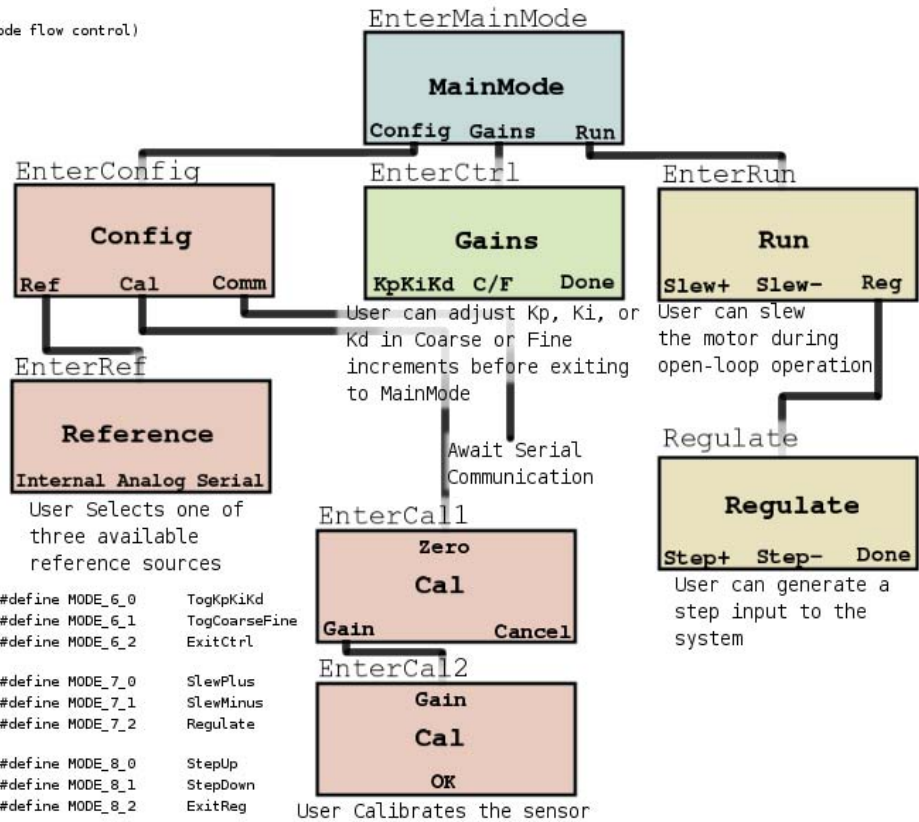 ode flow control)
EnterMainMode
MainMode
Config Gains Run
EnterConfig
Config
Ref Cal Comm
EnterCtrl
Gains
KpKiKd C/F Done
User can adjust Kp, Ki, or
Kd in Coarse or Fine
increments before exiting
to MainMode
EnterRun
Run
Slew+ Slew- Reg
User can slew
the motor during
open-loop operation
EnterRef
Reference
Internal Analog Serial
User Selects one of
three available
reference sources
Await Serial
Communication
Regulate
Regulate
Step+ Step- Done
User can generate a
step input to the
system
EnterCal1
Zero
Cal
Gain Cancel
EnterCal2
Gain
Cal
OK
User Calibrates the sensor
#define MODE_6_0 TogKpKiKd
#define MODE_6_1 TogCoarseFine
#define MODE_6_2 ExitCtrl
#define MODE_7_0 SlewPlus
#define MODE_7_1 SlewMinus
#define MODE_7_2 Regulate
#define MODE_8_0 StepUp
#define MODE_8_1 StepDown
#define MODE_8_2 ExitReg